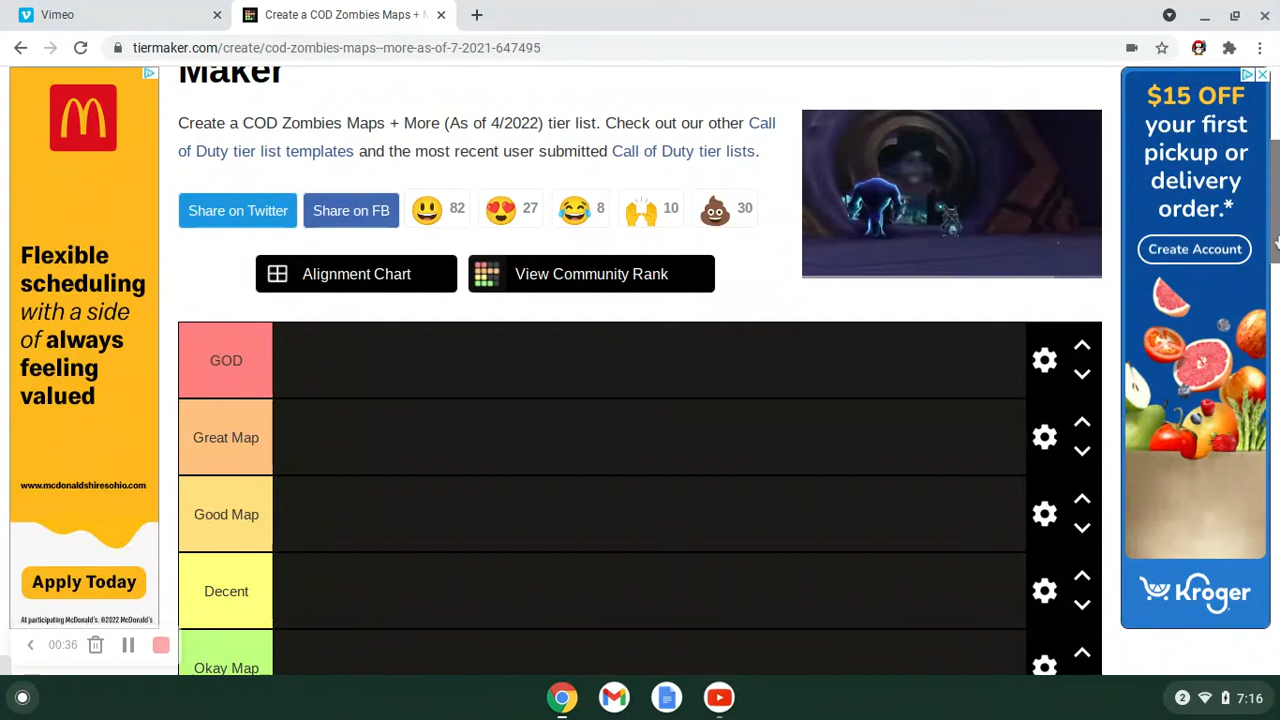 Vimeo
Create a COD Zombies Maps +
tiermaker.com/create/cod-zombies-maps--more-as-of-7-2021-647495
Maker
Create a COD Zombies Maps + More (As of 4/2022) tier list. Check out our other Call
of Duty tier list templates and the most recent user submitted Call of Duty tier lists.
Share on Twitter
Share on FB
82
27
8
10
30
Alignment Chart
View Community Rank
GOD
Great Map
Good Map
Decent
Okay Map
Flexible
scheduling
with a side
of always
feeling
valued
www.mcdonaldshiresohio.com
Apply Today
At participating McDonald's. ©2022 McDonald's
00:36
$15 OFF
your first
pickup or
delivery
order.*
Create Account
Kroger
2
7:16